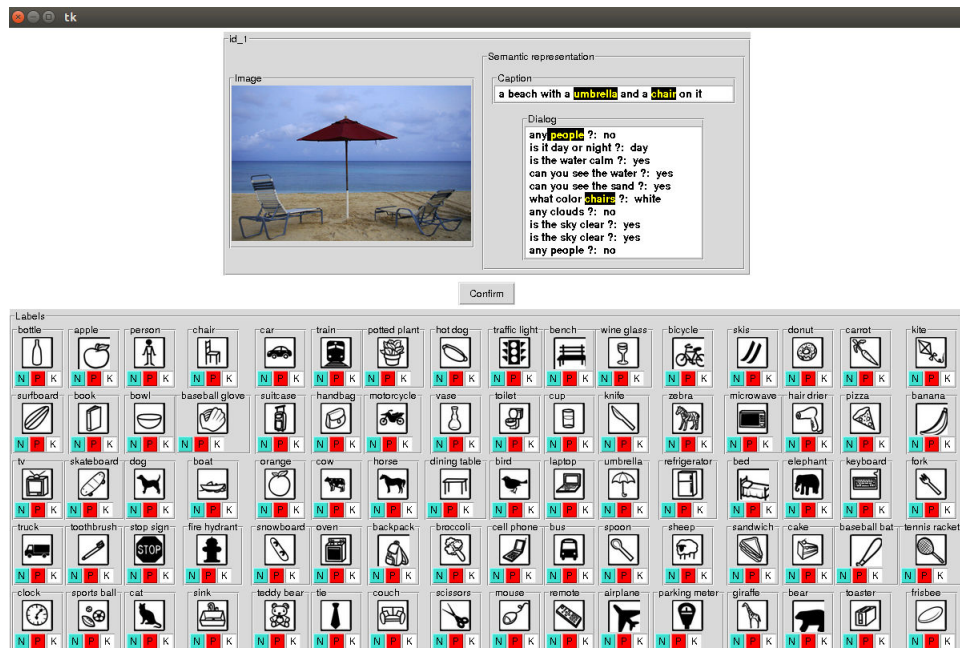 tk
id_1
Semantic representation
Image
Caption
a beach with a umbrella and a chair on it
Dialog
any people ?: no
is it day or night ?: day
is the water calm ?: yes
can you see the water ?: yes
can you see the sand ?: yes
what color chairs ?: white
any clouds ?: no
is the sky clear ?: yes
is the sky clear ?: yes
any people ?: no
Confirm
Labels
bottle apple person chair car train potted plant hot dog traffic light bench wine glass bicycle skis donut carrot kite
N P K N P K N P K N P K N P K N P K N P K N P K N P K N P K N P K N P K N P K N P K N P K N P K
surfboard book bowl baseball glove suitcase handbag motorcycle vase toilet cup knife zebra microwave hair drier pizza banana
N P K N P K N P K N P K N P K N P K N P K N P K N P K N P K N P K N P K N P K N P K N P K N P K
tv skateboard dog boat orange cow horse dining table bird laptop umbrella refrigerator bed elephant keyboard fork
N P K N P K N P K N P K N P K N P K N P K N P K N P K N P K N P K N P K N P K N P K N P K N P K
truck toothbrush stop sign fire hydrant snowboard oven backpack broccoli cell phone bus spoon sheep sandwich cake baseball bat tennis racket
STOP
N P K N P K N P K N P K N P K N P K N P K N P K N P K N P K N P K N P K N P K N P K N P K N P K
clock sports ball cat sink teddy bear tie couch scissors mouse remote airplane parking meter giraffe bear toaster frisbee
N P K N P K N P K N P K N P K N P K N P K N P K N P K N P K N P K N P K N P K N P K N P K N P K